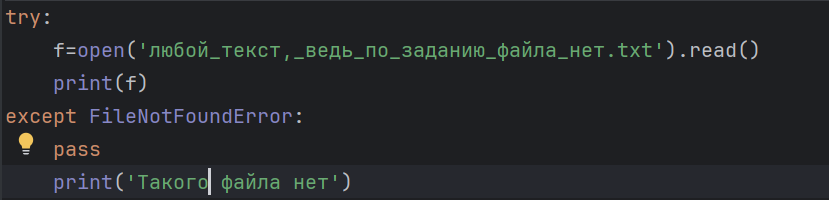 try:
    f=open('любой_текст,_ведь_по_заданию_файла_нет.txt').read()
    print(f)
except FileNotFoundError:
    pass
    print('Такого файла нет')